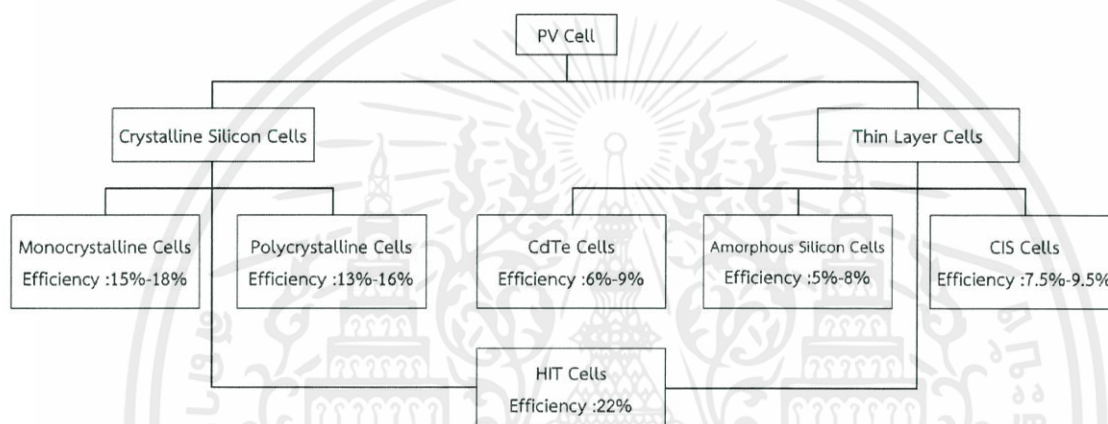 PV Cell
Crystalline Silicon Cells
Thin Layer Cells
Monocrystalline Cells
Efficiency :15%-18%
Polycrystalline Cells
Efficiency :13%-16%
CdTe Cells
Efficiency :6%-9%
Amorphous Silicon Cells
Efficiency :5%-8%
CIS Cells
Efficiency :7.5%-9.5%
HIT Cells
Efficiency :22%